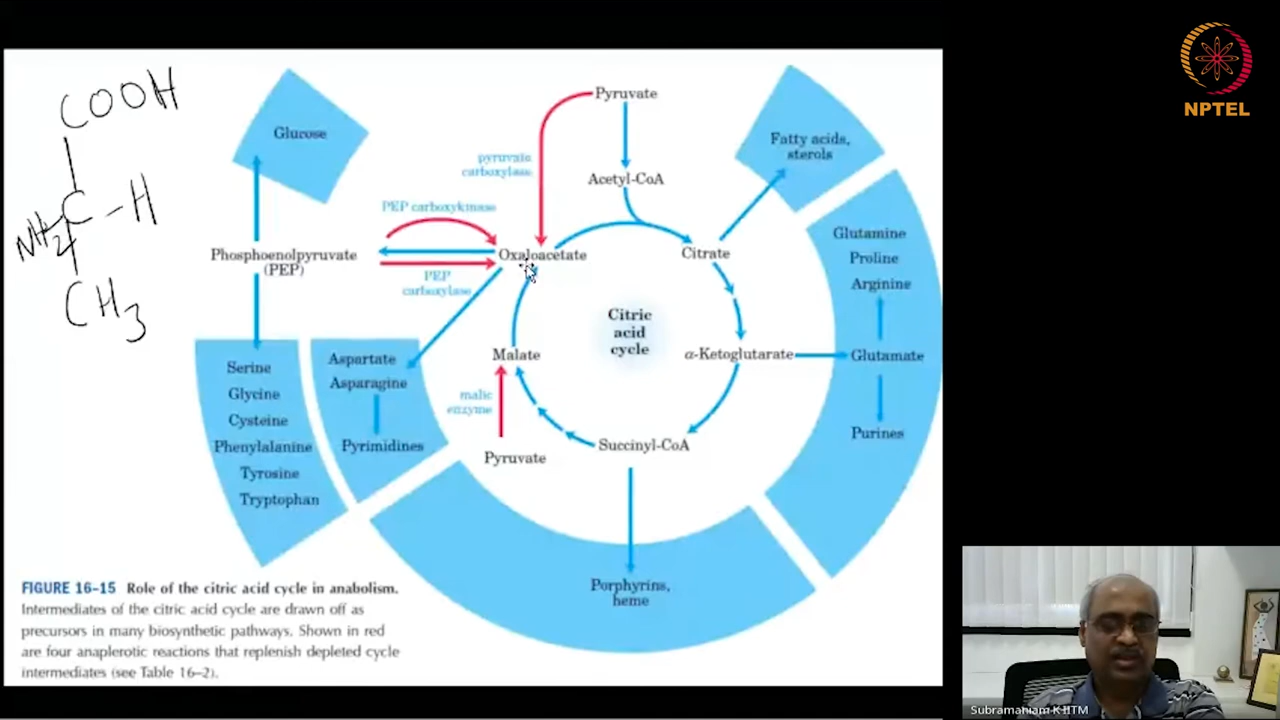 NPTEL
COOH
C-H
NH2
CH3
Glucose
Pyruvate
pyruvate
carboxylase
Acetyl-CoA
Fatty acids,
sterols
PEP carboxykinase
Phosphoenolpyruvate
(PEP)
Oxaloacetate
Citrate
PEP
carboxylase
Glutamine
Proline
Arginine
Citric
acid
cycle
Malate
α-Ketoglutarate
Glutamate
Purines
malic
enzyme
Pyruvate
Succinyl-CoA
Porphyrins,
heme
Serine
Glycine
Cysteine
Phenylalanine
Tyrosine
Tryptophan
Aspartate
Asparagine
Pyrimidines
FIGURE 16–15 Role of the citric acid cycle in anabolism.
Intermediates of the citric acid cycle are drawn off as
precursors in many biosynthetic pathways. Shown in red
are four anaplerotic reactions that replenish depleted cycle
intermediates (see Table 16–2).
Subramaniam K IITM